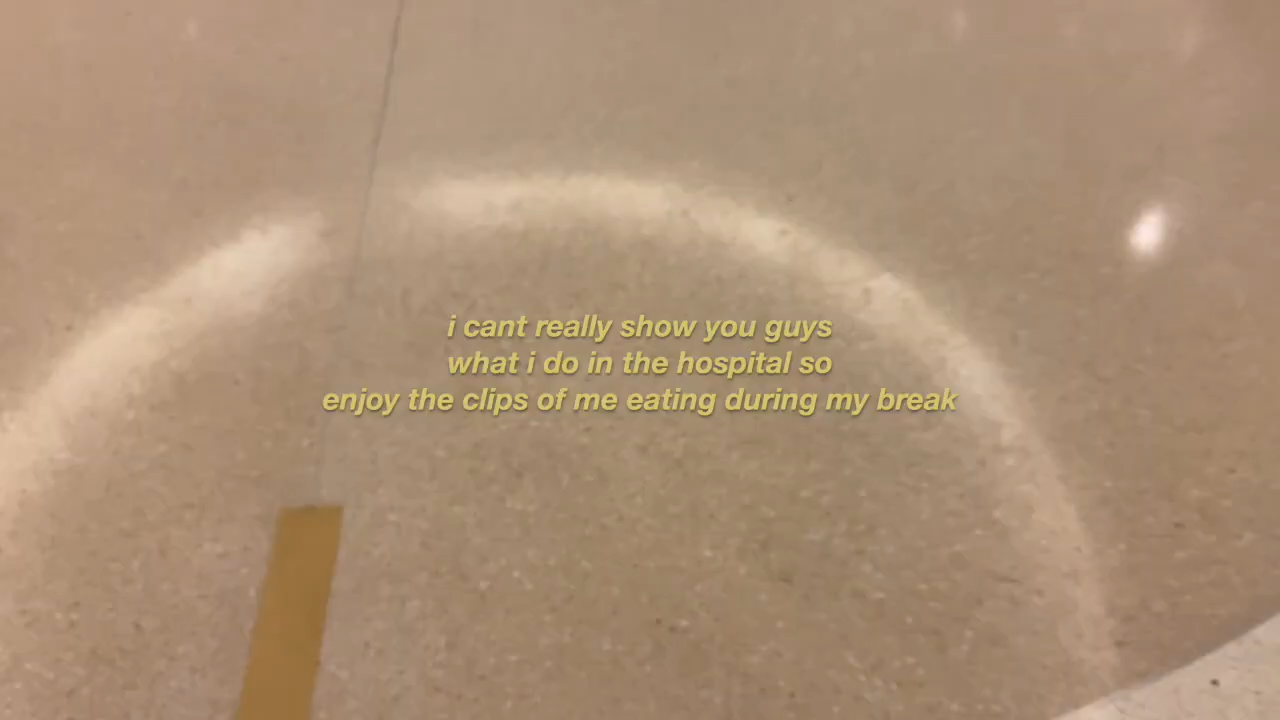 i cant really show you guys
what i do in the hospital so
enjoy the clips of me eating during my break